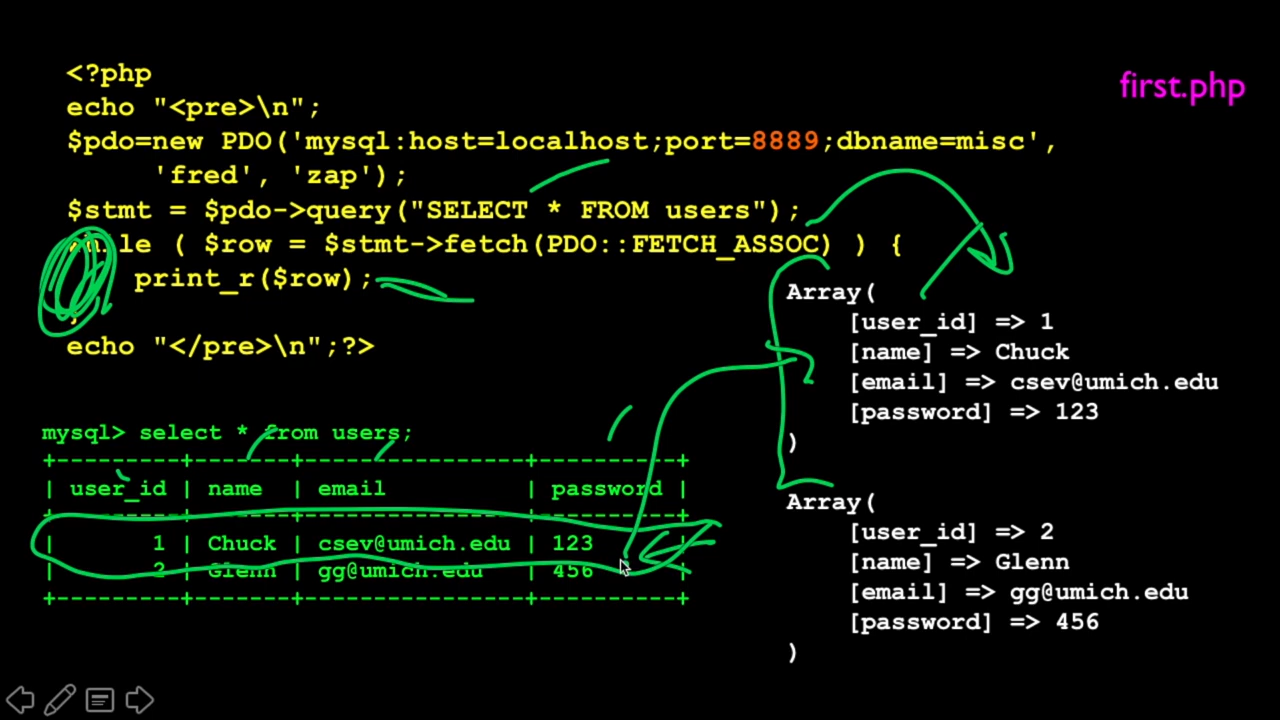 first.php
<?php
echo "<pre>\n";
$pdo=new PDO('mysql:host=localhost;port=8889;dbname=misc',
     'fred', 'zap');
$stmt = $pdo->query("SELECT * FROM users");
while ( $row = $stmt->fetch(PDO::FETCH_ASSOC) ) {
    print_r($row);
}
echo "</pre>\n";?>
mysql> select * from users;
+---------+-------+----------------+----------+
| user_id | name  | email          | password |
+---------+-------+----------------+----------+
|       1 | Chuck | csev@umich.edu | 123      |
|       2 | Glenn | gg@umich.edu   | 456      |
+---------+-------+----------------+----------+
Array(
    [user_id] => 1
    [name] => Chuck
    [email] => csev@umich.edu
    [password] => 123
)
Array(
    [user_id] => 2
    [name] => Glenn
    [email] => gg@umich.edu
    [password] => 456
)